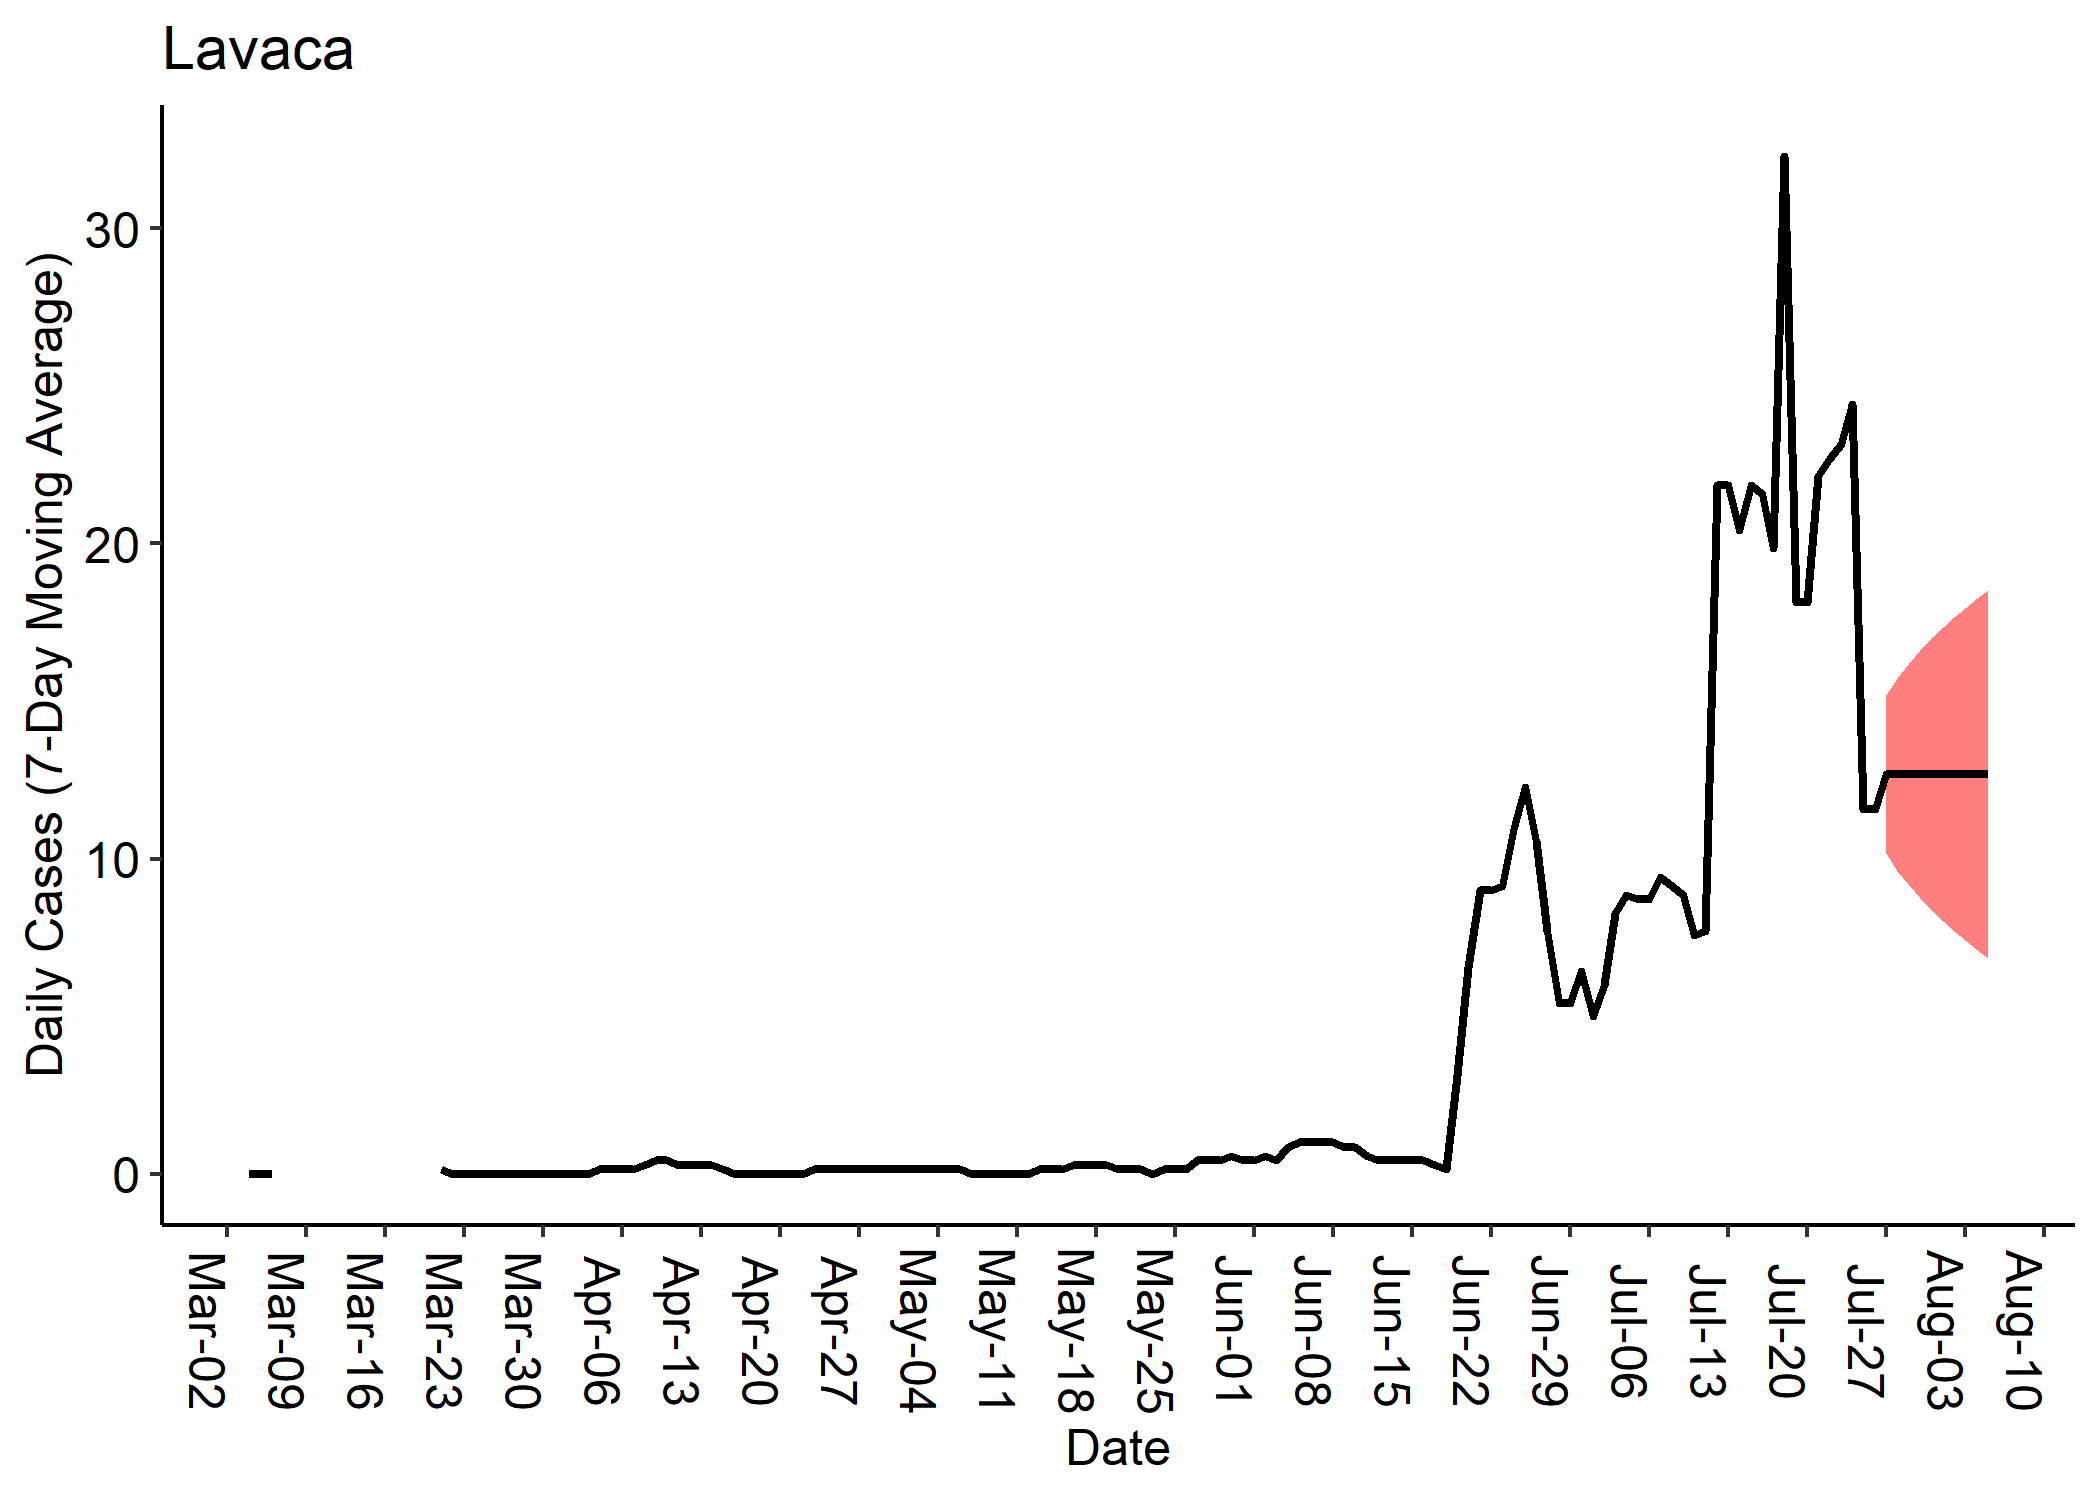 Lavaca
Daily Cases (7-Day Moving Average)
30
20
10
0
Mar-02
Mar-09
Mar-16
Mar-23
Mar-30
Apr-06
Apr-13
Apr-20
Apr-27
May-04
May-11
May-18
May-25
Jun-01
Jun-08
Jun-15
Jun-22
Jun-29
Jul-06
Jul-13
Jul-20
Jul-27
Aug-03
Aug-10
Date